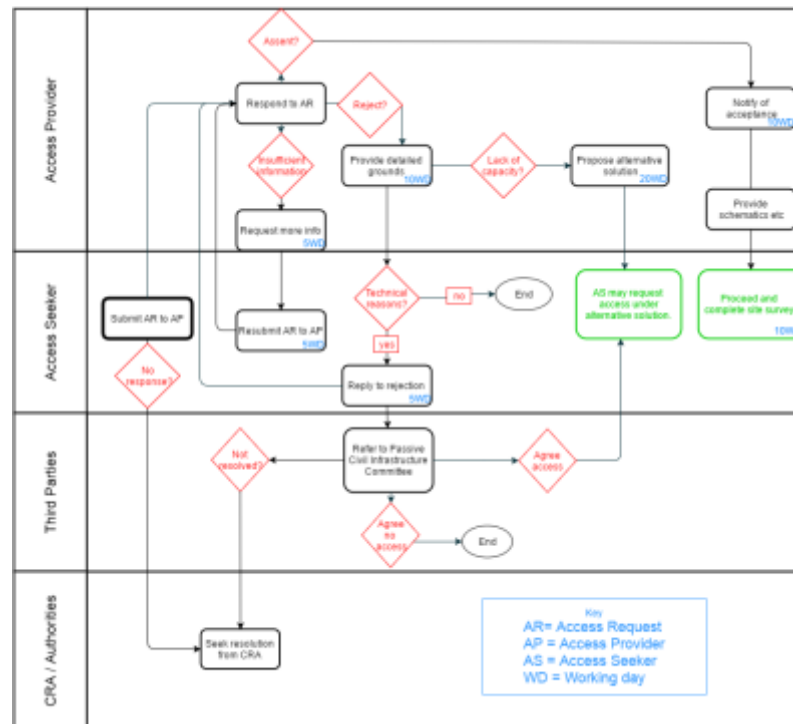 Access Provider
Assent?
Respond to AR
Reject?
Notify of
acceptance
10WD
Insufficient
information
Provide detailed
grounds
10WD
Lack of
capacity?
Propose alternative
solution
20WD
Request more info
5WD
Provide
schematics etc
Access Seeker
Submit AR to AP
No
response?
Resubmit AR to AP
5WD
Technical
reasons?
no
End
yes
Reply to rejection
5WD
AS may request
access under
alternative solution.
Proceed and
complete site survey
10W
Third Parties
Not
resolved?
Refer to Passive
Civil Infrastructure
Committee
Agree
access
Agree
no
access
End
CRA / Authorities
Seek resolution
from CRA
Key
AR= Access Request
AP = Access Provider
AS = Access Seeker
WD = Working day